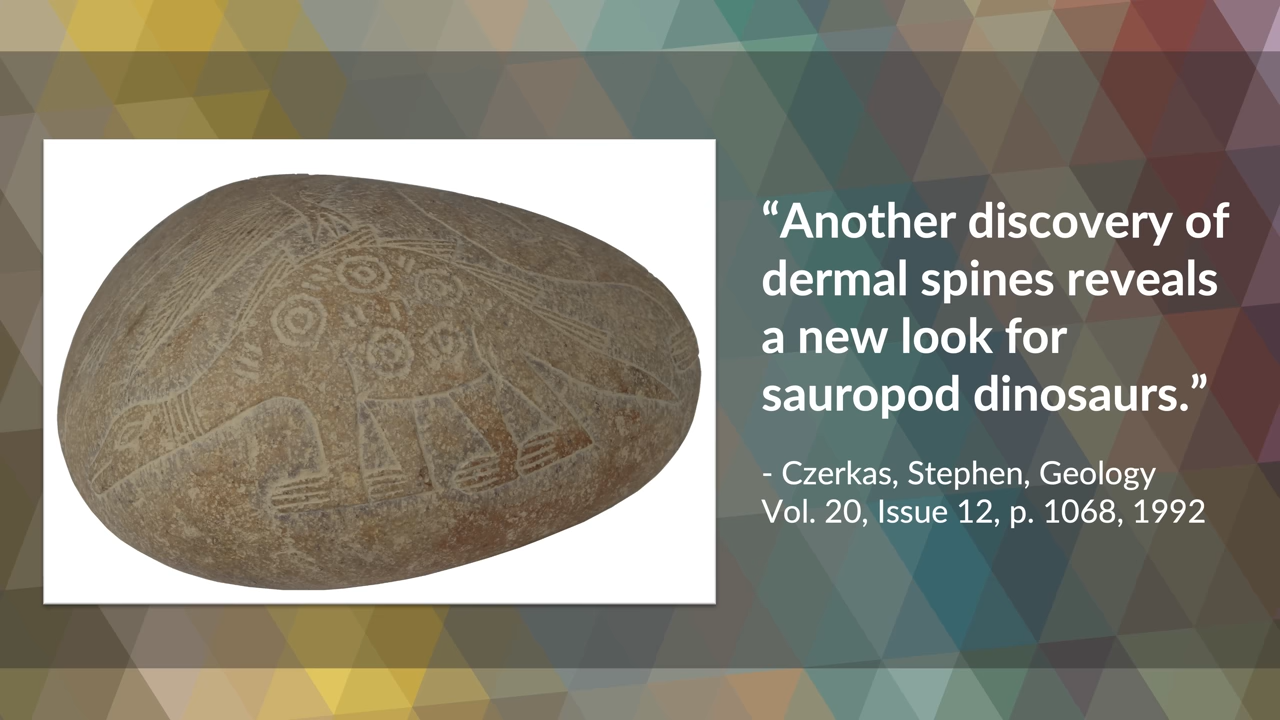 “Another discovery of
dermal spines reveals
a new look for
sauropod dinosaurs.”
- Czerkas, Stephen, Geology
Vol. 20, Issue 12, p. 1068, 1992